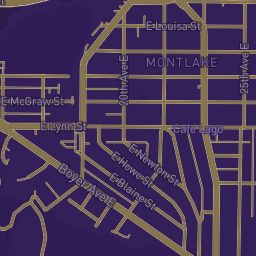 E Louisa St
MONTLAKE
20th Ave E
25th Ave E
E McGraw St
E Lynn St
Cafe Lago
E Newton St
E Howe St
E Blaine St
Boyer Ave E